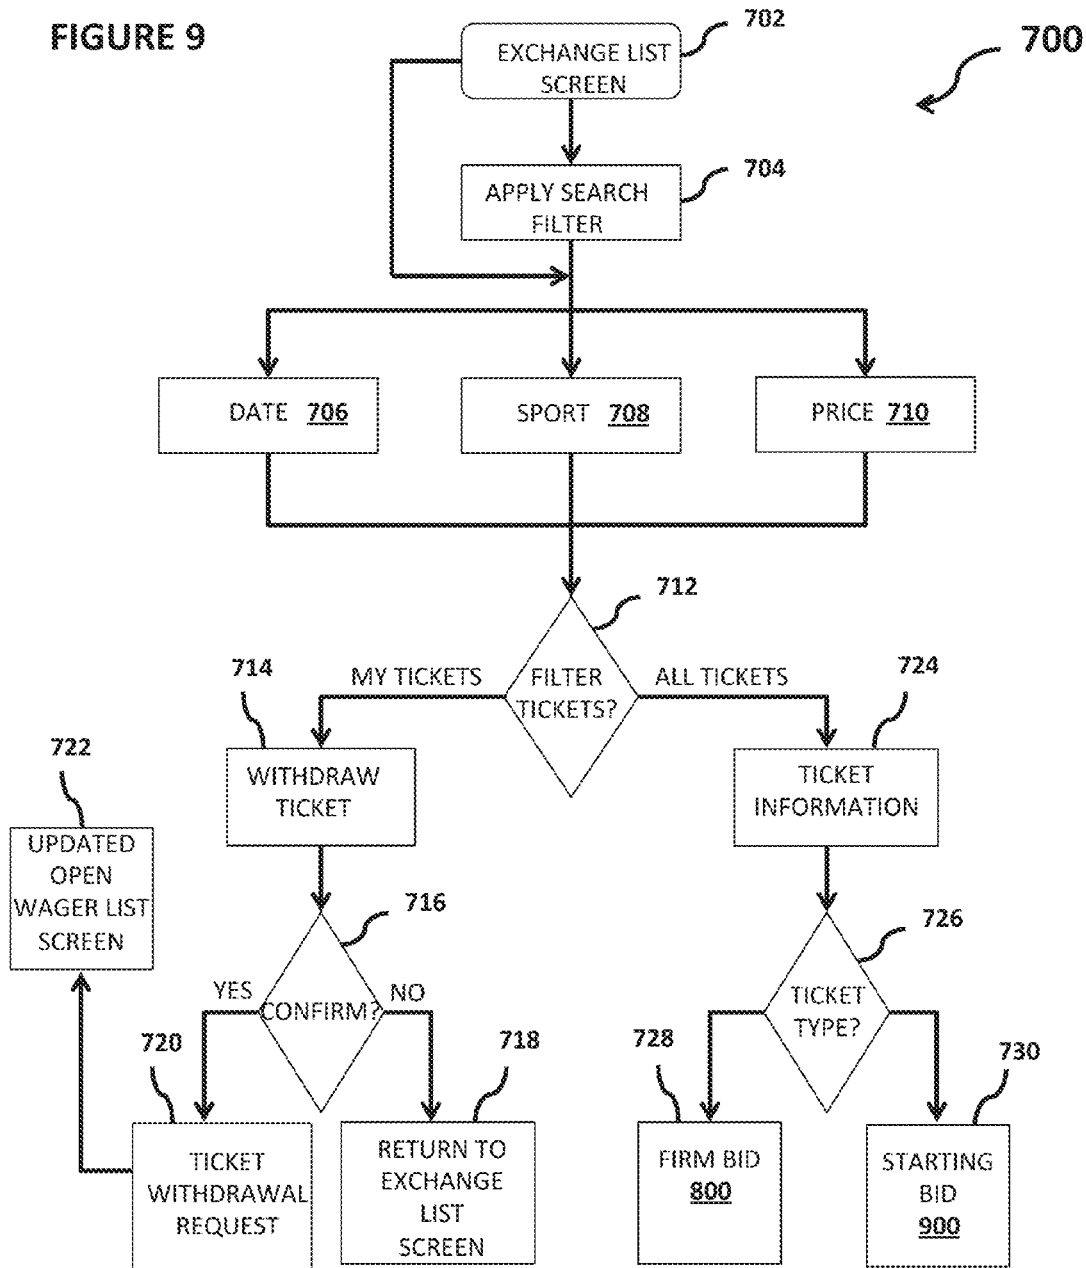 FIGURE 9
702
700
EXCHANGE LIST
SCREEN
704
APPLY SEARCH
FILTER
DATE 706
SPORT 708
PRICE 710
712
714
MY TICKETS
FILTER
TICKETS?
ALL TICKETS
724
722
WITHDRAW
TICKET
TICKET
INFORMATION
UPDATED
OPEN
WAGER LIST
SCREEN
716
726
YES
CONFIRM?
NO
TICKET
TYPE?
720
718
728
730
TICKET
WITHDRAWAL
REQUEST
RETURN TO
EXCHANGE
LIST
SCREEN
FIRM BID
800
STARTING
BID
900